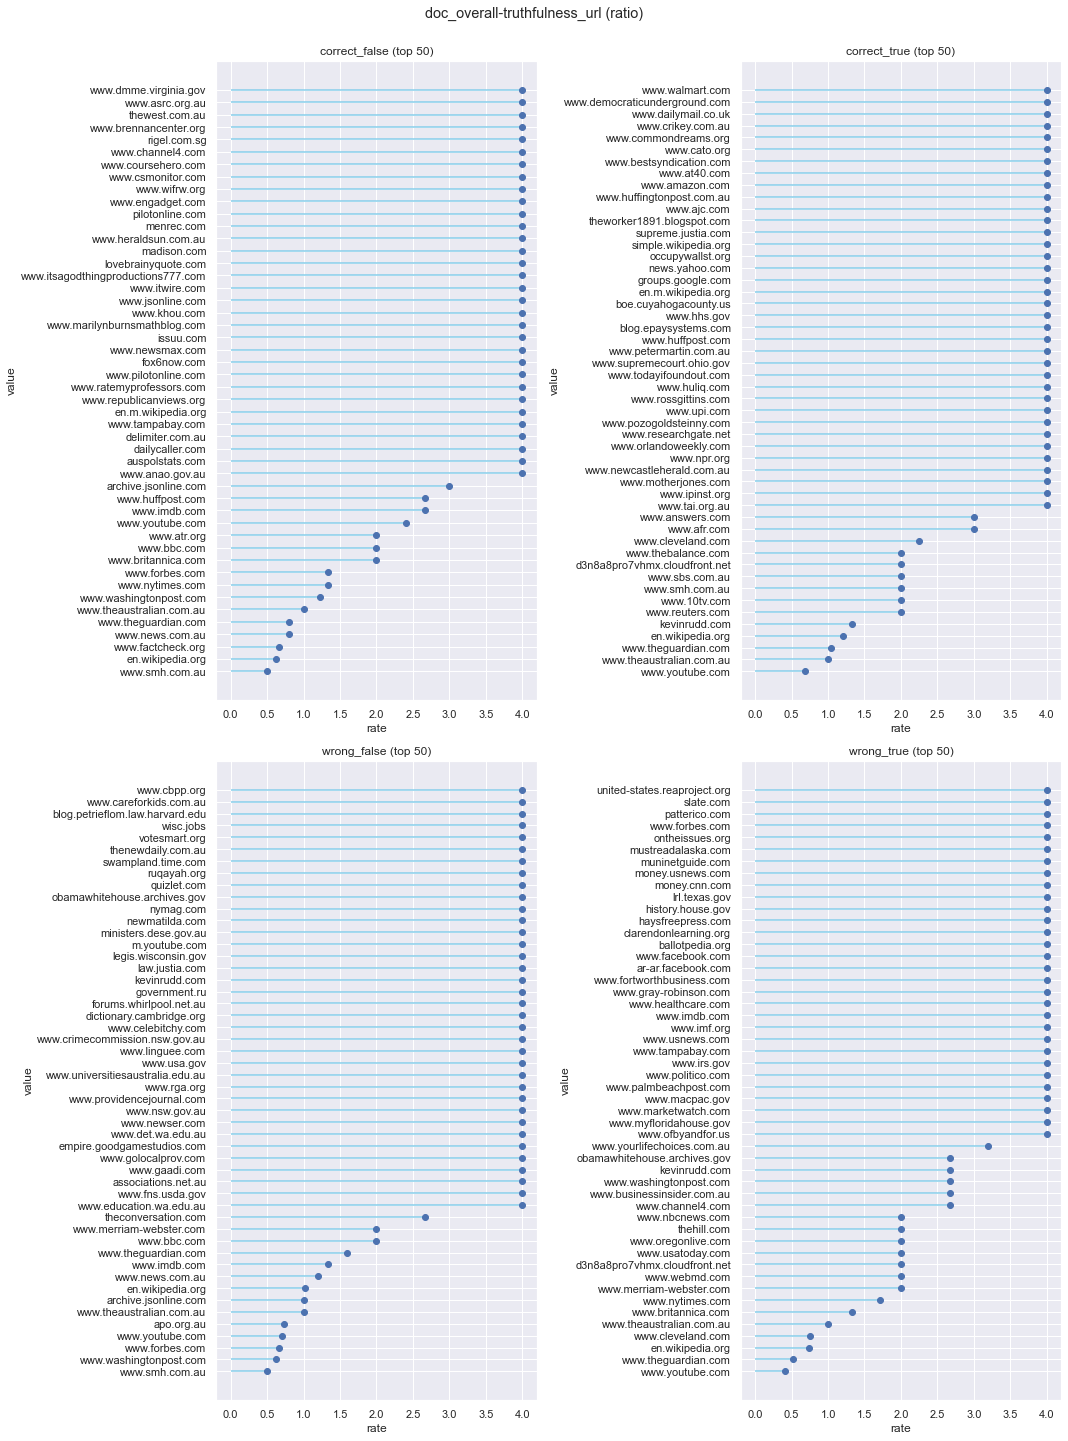 doc_overall-truthfulness_url (ratio)
correct_false (top 50)
value
www.dmme.virginia.gov
www.asrc.org.au
thewest.com.au
www.brennancenter.org
rigel.com.sg
www.channel4.com
www.coursehero.com
www.csmonitor.com
www.wifrw.org
www.engadget.com
pilotonline.com
menrec.com
www.heraldsun.com.au
madison.com
lovebrainyquote.com
www.itsagodthingproductions777.com
www.itwire.com
www.jsonline.com
www.khou.com
www.marilynburnsmathblog.com
issuu.com
www.newsmax.com
fox6now.com
www.pilotonline.com
www.ratemyprofessors.com
www.republicanviews.org
en.m.wikipedia.org
www.tampabay.com
delimiter.com.au
dailycaller.com
auspolstats.com
www.anao.gov.au
archive.jsonline.com
www.huffpost.com
www.imdb.com
www.youtube.com
www.atr.org
www.bbc.com
www.britannica.com
www.forbes.com
www.nytimes.com
www.washingtonpost.com
www.theaustralian.com.au
www.theguardian.com
www.news.com.au
www.factcheck.org
en.wikipedia.org
www.smh.com.au
0.0 0.5 1.0 1.5 2.0 2.5 3.0 3.5 4.0
rate
correct_true (top 50)
value
www.walmart.com
www.democraticunderground.com
www.dailymail.co.uk
www.crikey.com.au
www.commondreams.org
www.cato.org
www.bestsyndication.com
www.at40.com
www.amazon.com
www.huffingtonpost.com.au
www.ajc.com
theworker1891.blogspot.com
supreme.justia.com
simple.wikipedia.org
occupywallst.org
news.yahoo.com
groups.google.com
en.m.wikipedia.org
boe.cuyahogacounty.us
www.hhs.gov
blog.epaysystems.com
www.huffpost.com
www.petermartin.com.au
www.supremecourt.ohio.gov
www.todayifoundout.com
www.huliq.com
www.rossgittins.com
www.upi.com
www.pozogoldsteinny.com
www.researchgate.net
www.orlandoweekly.com
www.npr.org
www.newcastleherald.com.au
www.motherjones.com
www.ipinst.org
www.tai.org.au
www.answers.com
www.afr.com
www.cleveland.com
www.thebalance.com
d3n8a8pro7vhmx.cloudfront.net
www.sbs.com.au
www.smh.com.au
www.10tv.com
www.reuters.com
kevinrudd.com
en.wikipedia.org
www.theguardian.com
www.theaustralian.com.au
www.youtube.com
0.0 0.5 1.0 1.5 2.0 2.5 3.0 3.5 4.0
rate
wrong_false (top 50)
value
www.cbpp.org
www.careforkids.com.au
blog.petrieflom.law.harvard.edu
wisc.jobs
votesmart.org
thenewdaily.com.au
swampland.time.com
ruqayah.org
quizlet.com
obamawhitehouse.archives.gov
nymag.com
newmatilda.com
ministers.dese.gov.au
m.youtube.com
legis.wisconsin.gov
law.justia.com
kevinrudd.com
government.ru
forums.whirlpool.net.au
dictionary.cambridge.org
www.celebitchy.com
www.crimecommission.nsw.gov.au
www.linguee.com
www.usa.gov
www.universitiesaustralia.edu.au
www.rga.org
www.providencejournal.com
www.nsw.gov.au
www.newser.com
www.det.wa.edu.au
empire.goodgamestudios.com
www.golocalprov.com
www.gaadi.com
associations.net.au
www.fns.usda.gov
www.education.wa.edu.au
theconversation.com
www.merriam-webster.com
www.bbc.com
www.theguardian.com
www.imdb.com
www.news.com.au
en.wikipedia.org
archive.jsonline.com
www.theaustralian.com.au
apo.org.au
www.youtube.com
www.forbes.com
www.washingtonpost.com
www.smh.com.au
0.0 0.5 1.0 1.5 2.0 2.5 3.0 3.5 4.0
rate
wrong_true (top 50)
value
united-states.reaproject.org
slate.com
patterico.com
www.forbes.com
ontheissues.org
mustreadalaska.com
muninetguide.com
money.usnews.com
money.cnn.com
lrl.texas.gov
history.house.gov
haysfreepress.com
clarendonlearning.org
ballotpedia.org
www.facebook.com
ar-ar.facebook.com
www.fortworthbusiness.com
www.gray-robinson.com
www.healthcare.com
www.imdb.com
www.imf.org
www.usnews.com
www.tampabay.com
www.irs.gov
www.politico.com
www.palmbeachpost.com
www.macpac.gov
www.marketwatch.com
www.myfloridahouse.gov
www.ofbyandfor.us
www.yourlifechoices.com.au
obamawhitehouse.archives.gov
kevinrudd.com
www.washingtonpost.com
www.businessinsider.com.au
www.channel4.com
www.nbcnews.com
thehill.com
www.oregonlive.com
www.usatoday.com
d3n8a8pro7vhmx.cloudfront.net
www.webmd.com
www.merriam-webster.com
www.nytimes.com
www.britannica.com
www.theaustralian.com.au
www.cleveland.com
en.wikipedia.org
www.theguardian.com
www.youtube.com
0.0 0.5 1.0 1.5 2.0 2.5 3.0 3.5 4.0
rate